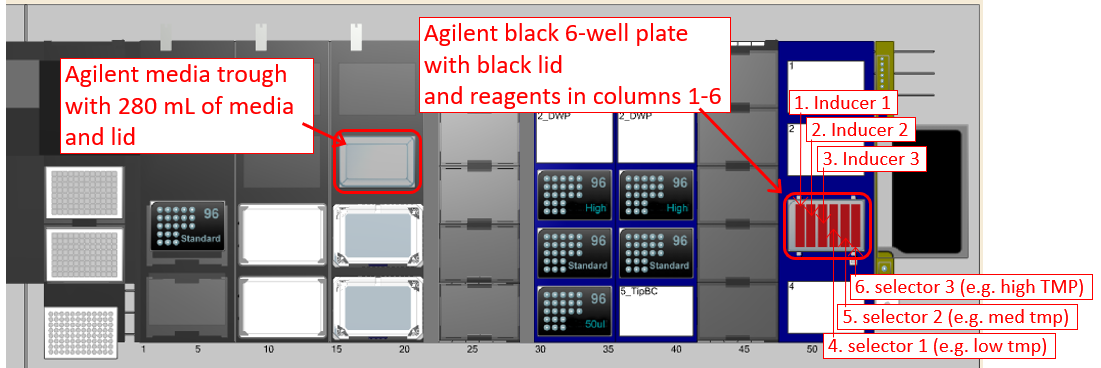 Agilent media trough
with 280 mL of media
and lid
Agilent black 6-well plate
with black lid
and reagents in columns 1-6
1
1. Inducer 1
2_DWP
2_DWP
2
2. Inducer 2
3. Inducer 3
96
High
96
High
96
Standard
96
Standard
96
Standard
96
50ul
5_TipBC
4
6. selector 3 (e.g. high TMP)
5. selector 2 (e.g. med tmp)
4. selector 1 (e.g. low tmp)
1
5
10
15
20
25
30
35
40
45
50